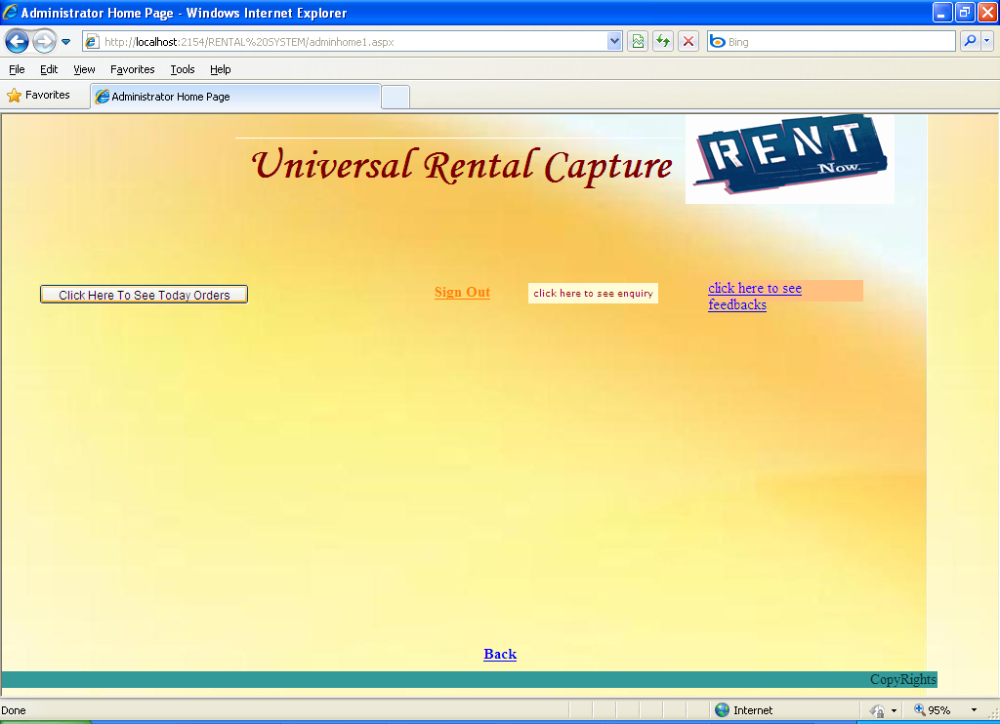 Administrator Home Page - Windows Internet Explorer
http://localhost:2154/RENTAL%20SYSTEM/adminhome1.aspx
Bing
File Edit View Favorites Tools Help
Favorites
Administrator Home Page
Universal Rental Capture
RENT
Now.
Click Here To See Today Orders
Sign Out
click here to see enquiry
click here to see
feedbacks
Back
CopyRights
Done
Internet
95%